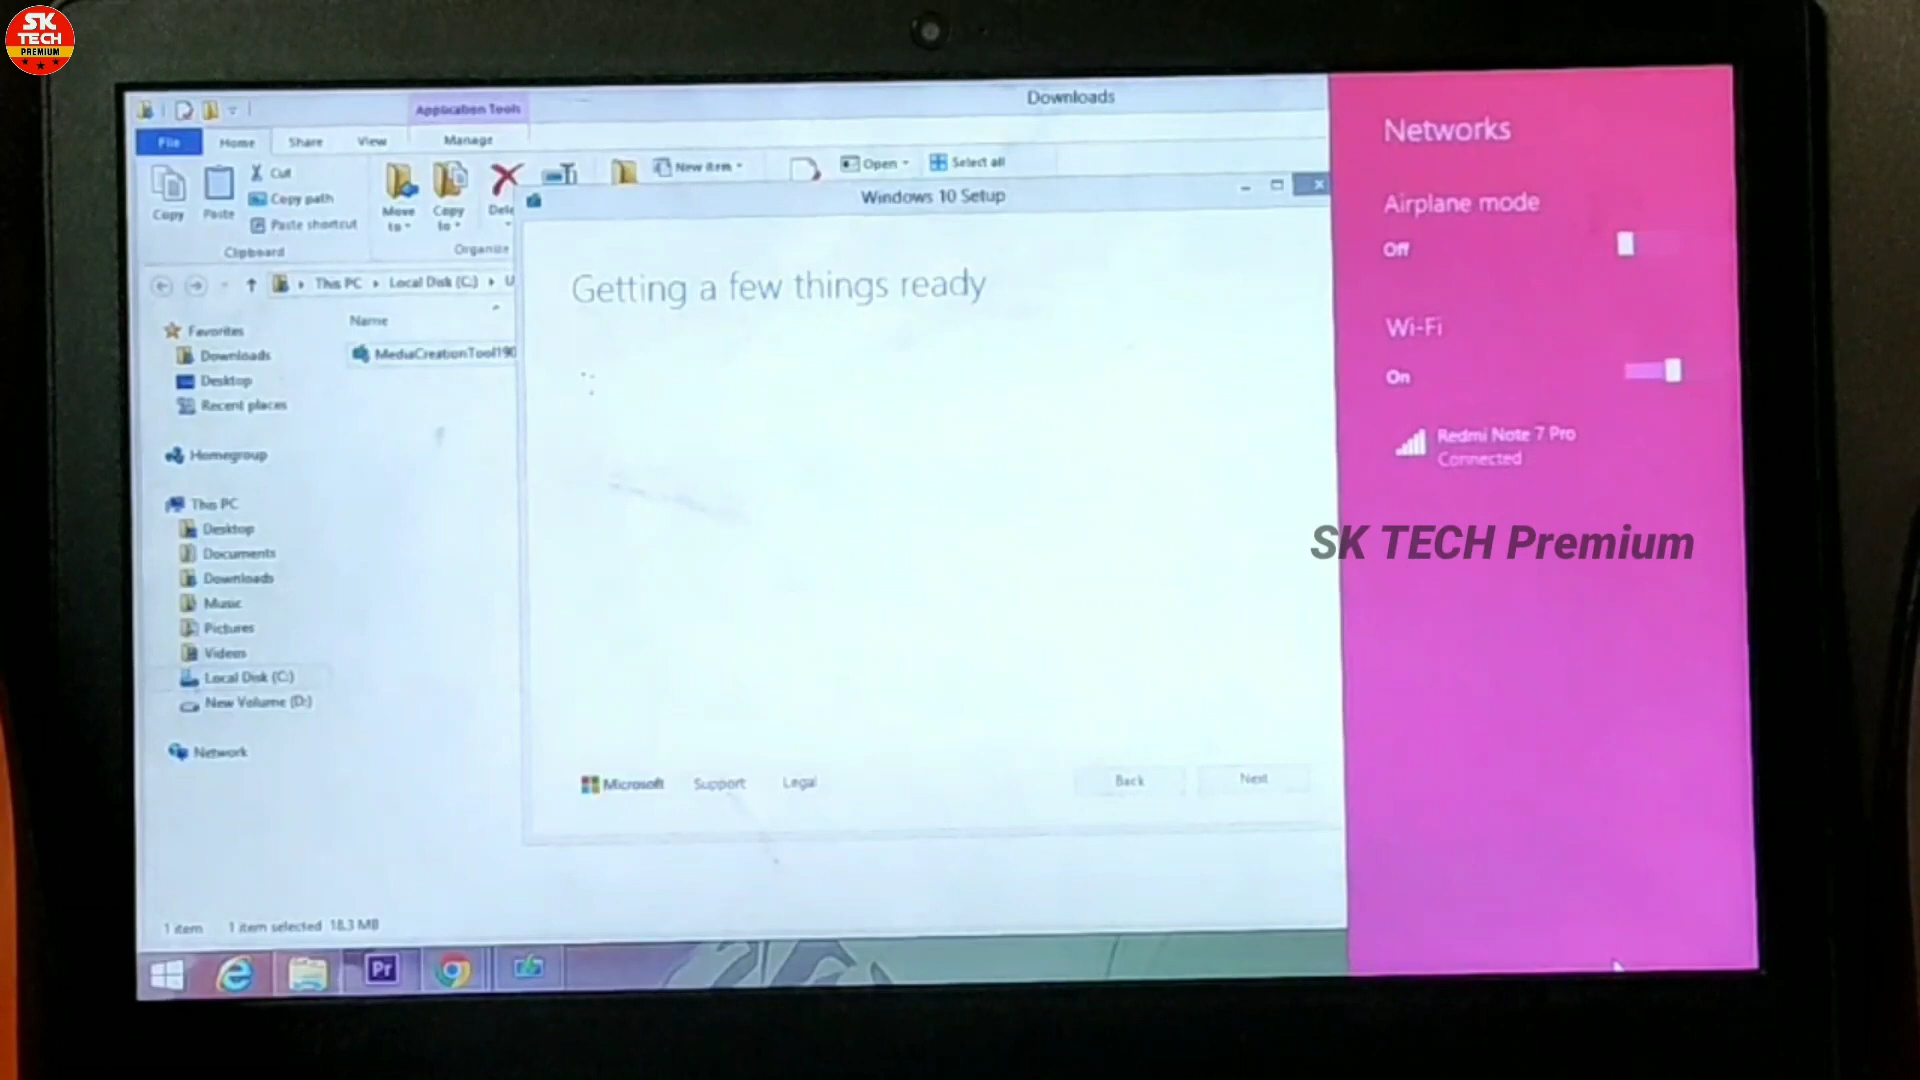 SK
TECH
PREMIUM
Application Tools
Downloads
File
Home
Share
View
Manage
Copy
Paste
Cut
Copy path
Paste shortcut
Clipboard
Move
to
Copy
to
Dele
Organize
New item
Open
Select all
This PC
Local Disk (C:)
U
Name
MediaCreationTool190
Favorites
Downloads
Desktop
Recent places
Homegroup
This PC
Desktop
Documents
Downloads
Music
Pictures
Videos
Local Disk (C:)
New Volume (D:)
Network
1 item
1 item selected 18.3 MB
Windows 10 Setup
Getting a few things ready
Microsoft
Support
Legal
Back
Next
Networks
Airplane mode
Off
Wi-Fi
On
Redmi Note 7 Pro
Connected
SK TECH Premium
Pr